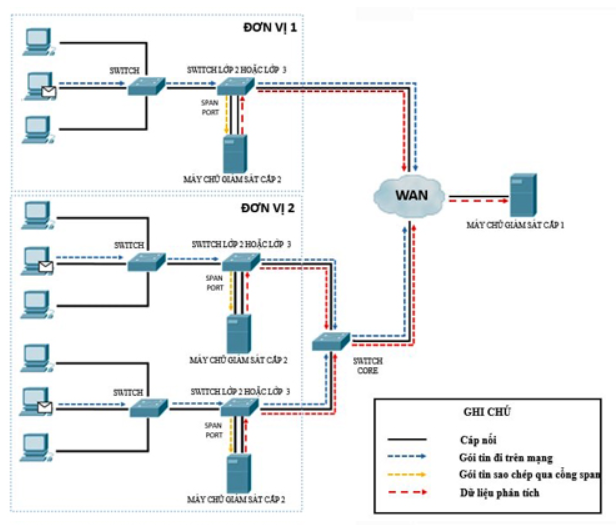 ĐƠN VỊ 1
SWITCH
SWITCH LỚP 2 HOẶC LỚP 3
SPAN
PORT
MÁY CHỦ GIÁM SÁT CẤP 2
ĐƠN VỊ 2
SWITCH
SWITCH LỚP 2 HOẶC LỚP 3
SPAN
PORT
MÁY CHỦ GIÁM SÁT CẤP 2
SWITCH
SWITCH LỚP 2 HOẶC LỚP 3
SPAN
PORT
MÁY CHỦ GIÁM SÁT CẤP 2
WAN
MÁY CHỦ GIÁM SÁT CẤP 1
SWITCH
CORE
GHI CHÚ
Cáp nối
Gói tin đi trên mạng
Gói tin sao chép qua cổng span
Dữ liệu phân tích